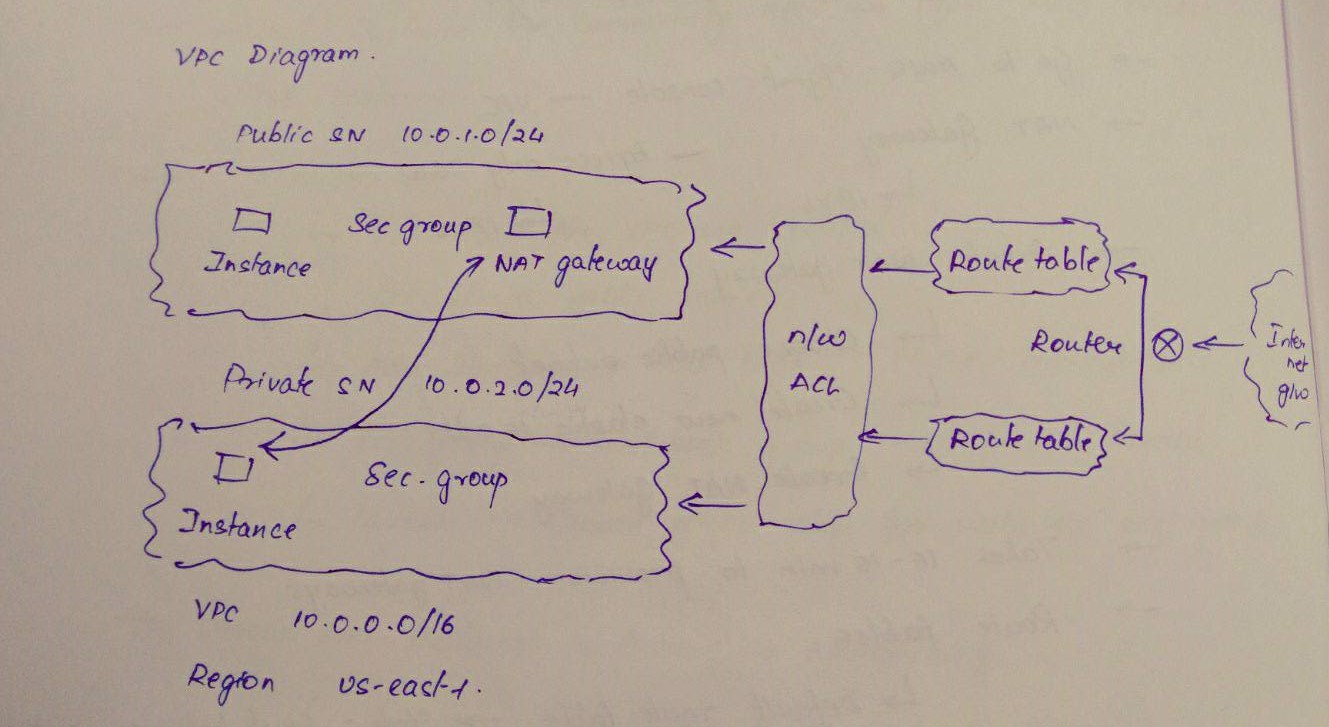 VPC Diagram.
Public SN 10.0.1.0/24
Sec group
Instance
NAT gateway
Route table
n/w
ACL
Router
Inter
net
g/w
Private SN 10.0.2.0/24
Route table
Sec. group
Instance
VPC 10.0.0.0/16
Region us-east-1.